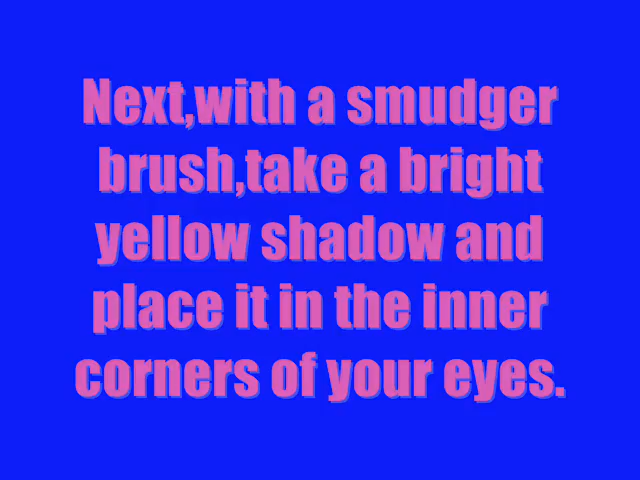 Next,with a smudger
brush,take a bright
yellow shadow and
place it in the inner
corners of your eyes.